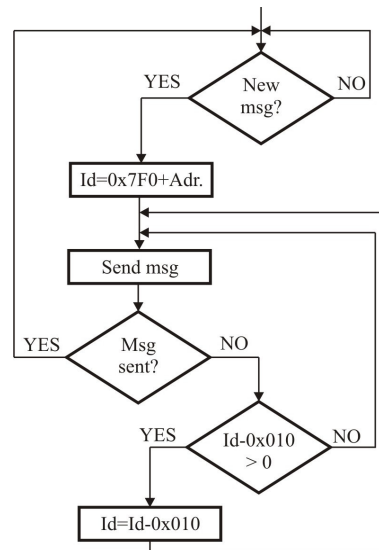 YES
New
msg?
NO
Id=0x7F0+Adr.
Send msg
YES
Msg
sent?
NO
YES
Id-0x010
> 0
NO
Id=Id-0x010